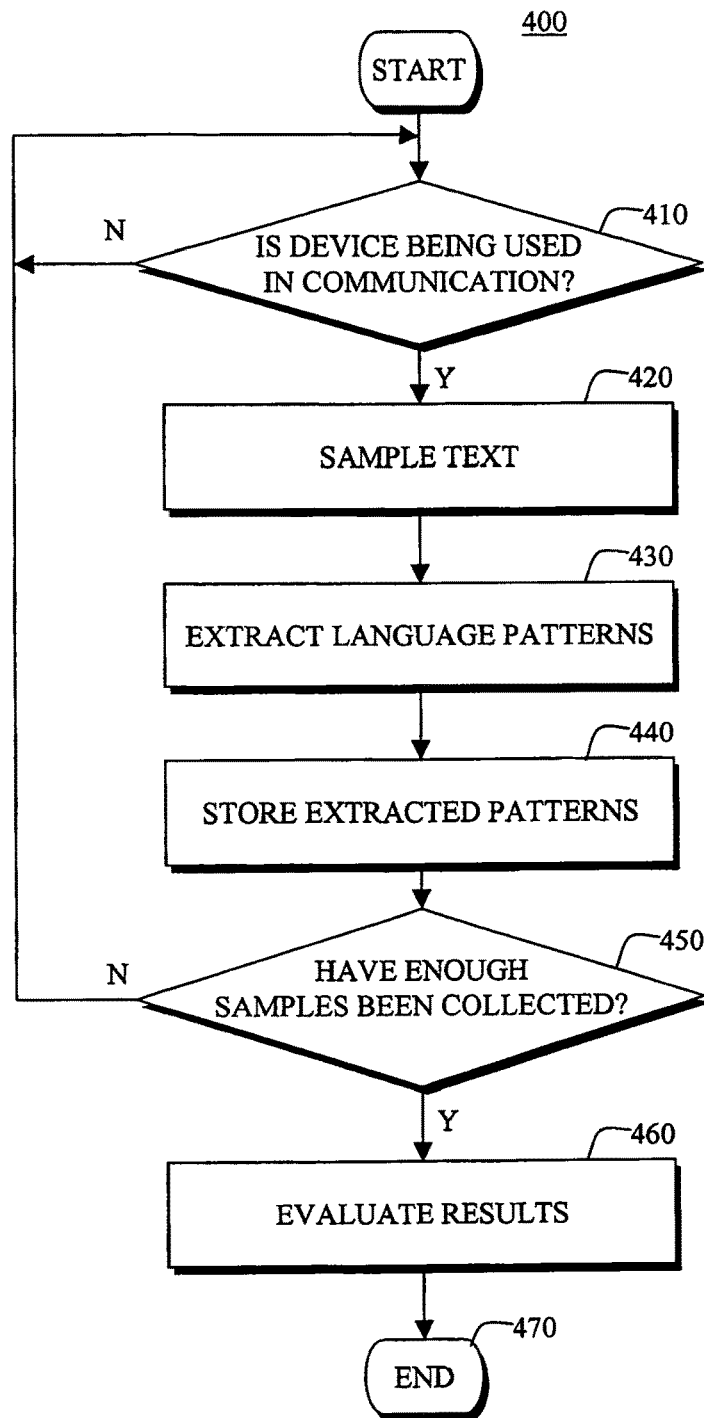 400
START
410
N
IS DEVICE BEING USED
IN COMMUNICATION?
Y
420
SAMPLE TEXT
430
EXTRACT LANGUAGE PATTERNS
440
STORE EXTRACTED PATTERNS
450
N
HAVE ENOUGH
SAMPLES BEEN COLLECTED?
Y
460
EVALUATE RESULTS
470
END